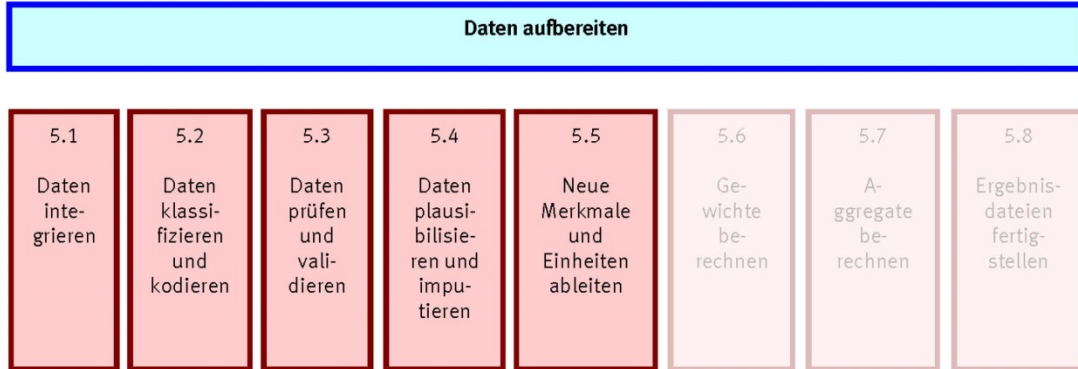 Daten aufbereiten
5.1
Daten
inte-
grieren
5.2
Daten
klassi-
fizieren
und
kodieren
5.3
Daten
prüfen
und
vali-
dieren
5.4
Daten
plausi-
bilisie-
ren und
impu-
tieren
5.5
Neue
Merkmale
und
Einheiten
ableiten
5.6
Ge-
wichte
be-
rechnen
5.7
A-
ggregate
be-
rechnen
5.8
Ergebnis-
dateien
fertig-
stellen